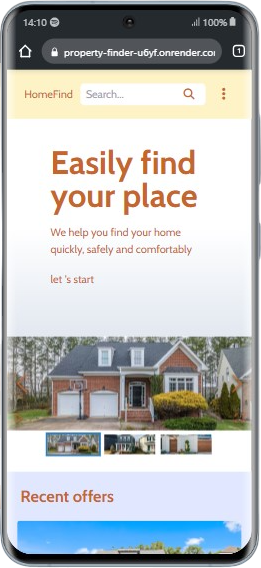 14:10 100%
property-finder-u6yf.onrender.co
1
HomeFind Search...
Easily find
your place
We help you find your home
quickly, safely and comfortably
let 's start
Recent offers